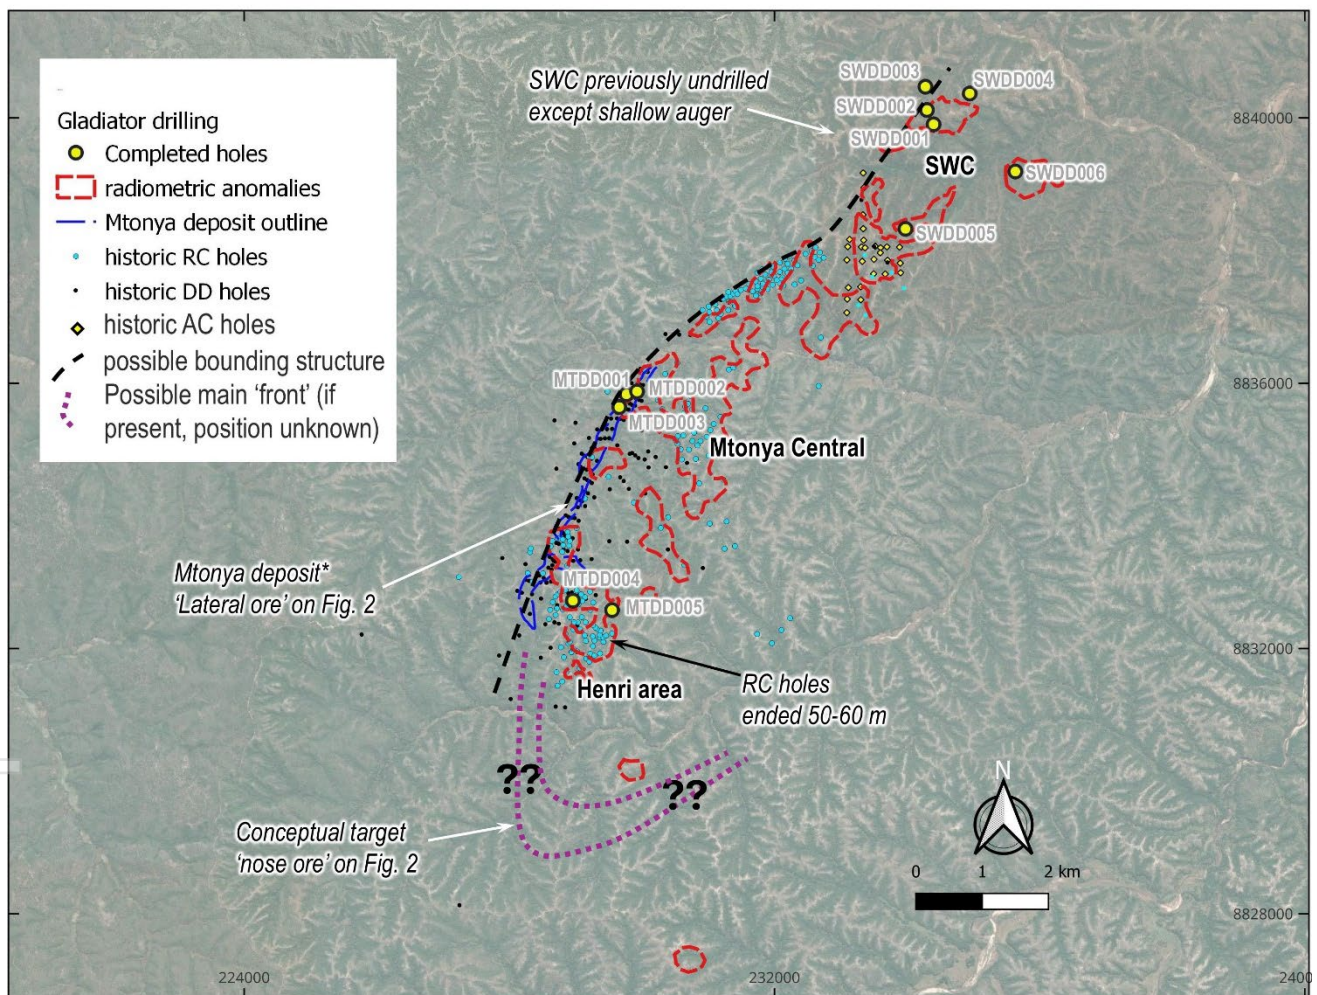 Gladiator drilling
Completed holes
radiometric anomalies
Mtonya deposit outline
historic RC holes
historic DD holes
historic AC holes
possible bounding structure
Possible main ‘front’ (if
present, position unknown)
SWC previously undrilled
except shallow auger
SWDD003
SWDD004
SWDD002
SWDD001
SWC
SWDD006
SWDD005
8840000
MTDD001
MTDD002
MTDD003
8836000
Mtonya Central
Mtonya deposit*
‘Lateral ore’ on Fig. 2
MTDD004
MTDD005
8832000
Henri area
RC holes
ended 50-60 m
??
??
Conceptual target
‘nose ore’ on Fig. 2
N
0 1 2 km
8828000
224000
232000
2400